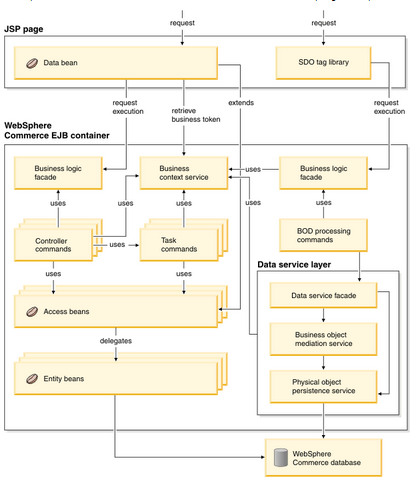 request
request
JSP page
Data bean
SDO tag library
request
execution
retrieve
business token
extends
request
execution
WebSphere
Commerce EJB container
Business logic
facade
Business
context service
uses
Business logic
facade
uses
uses
uses
uses
uses
Controller
commands
uses
Task
commands
BOD processing
commands
uses
uses
Data service layer
Access beans
Data service facade
delegates
Business object
mediation service
Entity beans
Physical object
persistence service
WebSphere
Commerce database